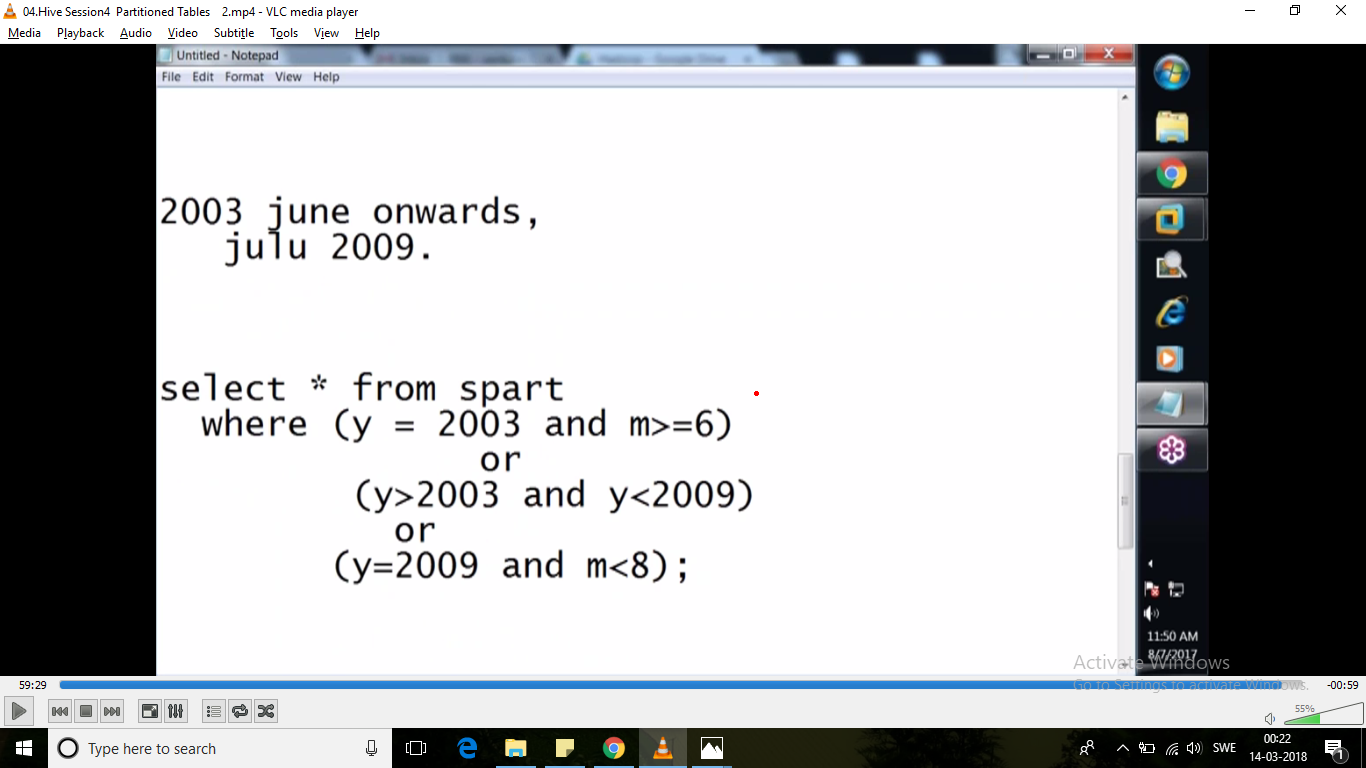 04.Hive Session4 Partitioned Tables 2.mp4 - VLC media player
Media Playback Audio Video Subtitle Tools View Help
Untitled - Notepad
File Edit Format View Help
2003 june onwards,
julu 2009.
select * from spart
where (y = 2003 and m>=6)
or
(y>2003 and y<2009)
or
(y=2009 and m<8);
11:50 AM
8/7/2017
Activate Windows
Go to Settings to activate Windows.
59:29 -00:59
55%
Type here to search
SWE
00:22
14-03-2018
1